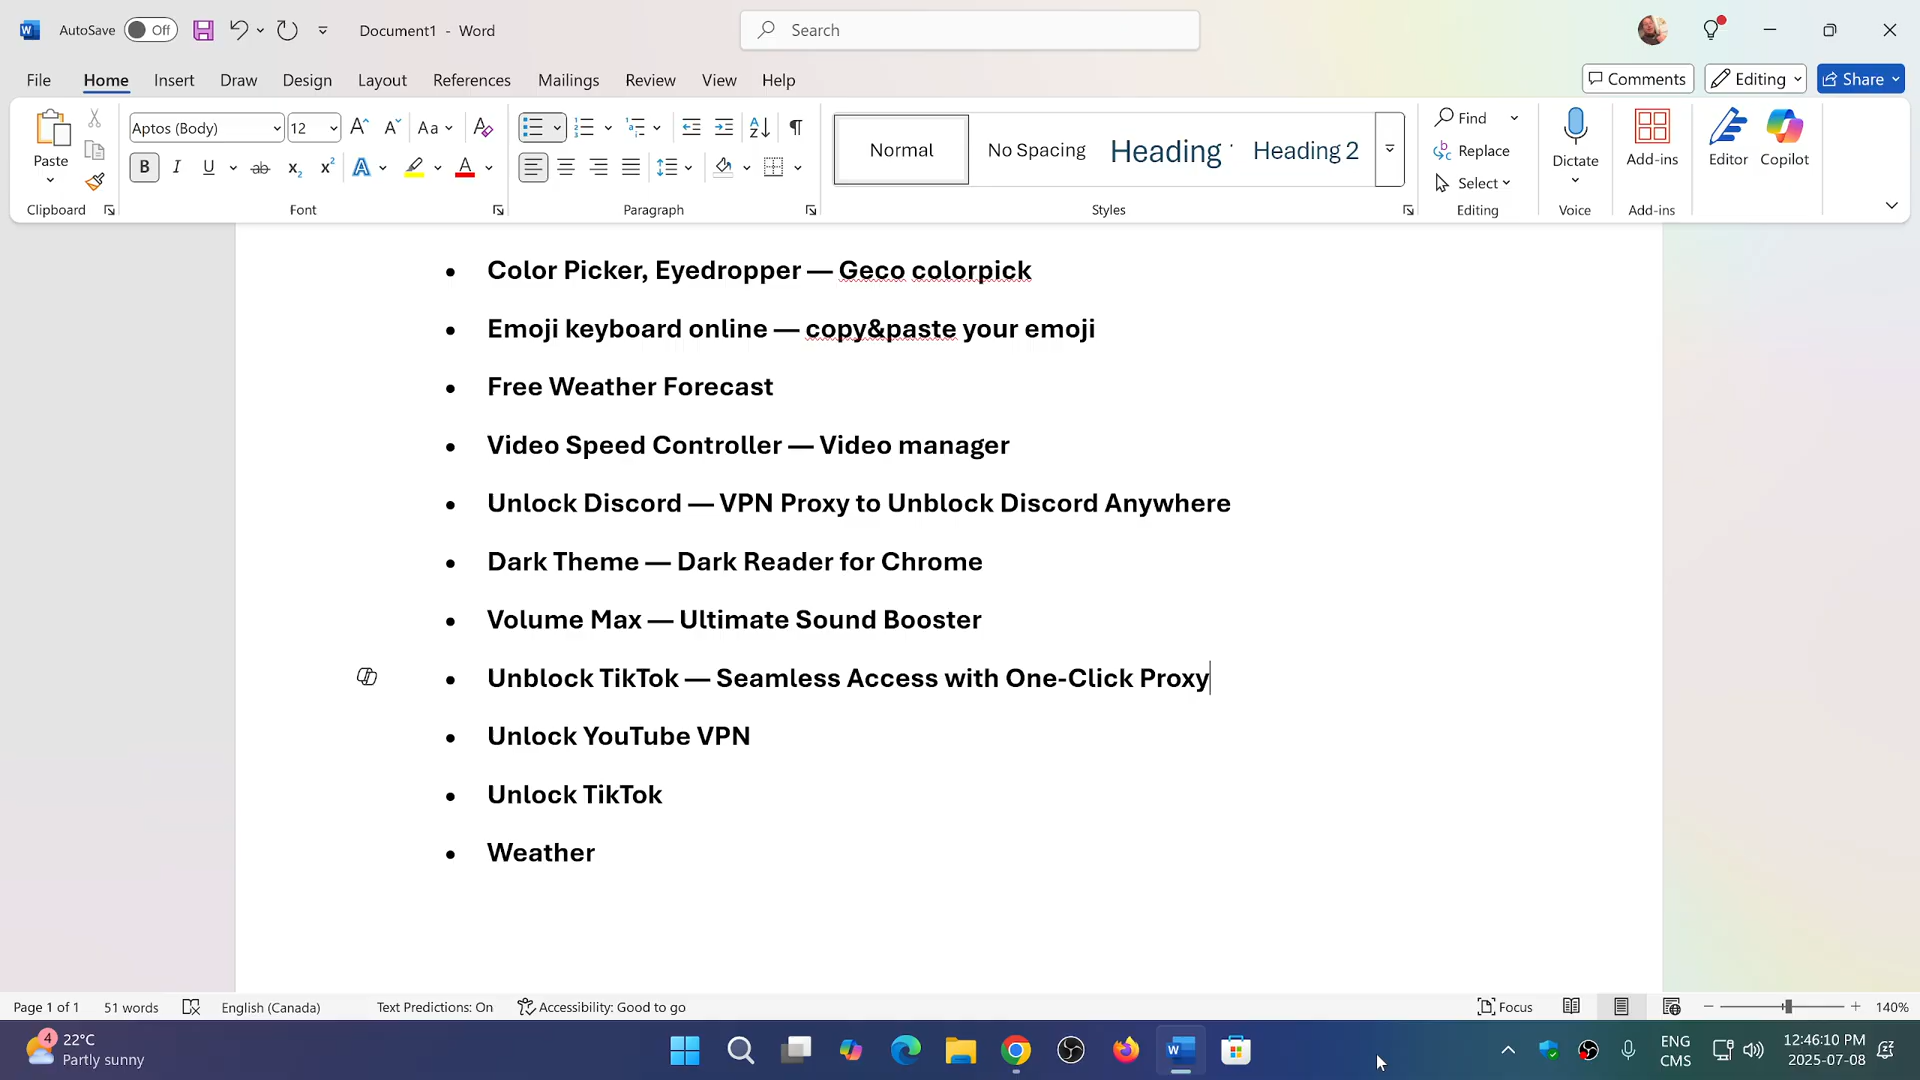 AutoSave Off Document1 - Word Search
File Home Insert Draw Design Layout References Mailings Review View Help Comments Editing Share
Paste
Aptos (Body) 12 Aa
B I U ab x₂ x² A A
Normal No Spacing Heading Heading 2
Find
Replace
Select
Dictate
Add-ins
Editor
Copilot
Clipboard Font Paragraph Styles Editing Voice Add-ins
• Color Picker, Eyedropper — Geco colorpick
• Emoji keyboard online — copy&paste your emoji
• Free Weather Forecast
• Video Speed Controller — Video manager
• Unlock Discord — VPN Proxy to Unblock Discord Anywhere
• Dark Theme — Dark Reader for Chrome
• Volume Max — Ultimate Sound Booster
• Unblock TikTok — Seamless Access with One-Click Proxy
• Unlock YouTube VPN
• Unlock TikTok
• Weather
Page 1 of 1 51 words English (Canada) Text Predictions: On Accessibility: Good to go Focus 140%
4 22°C
Partly sunny
ENG
CMS
12:46:10 PM
2025-07-08